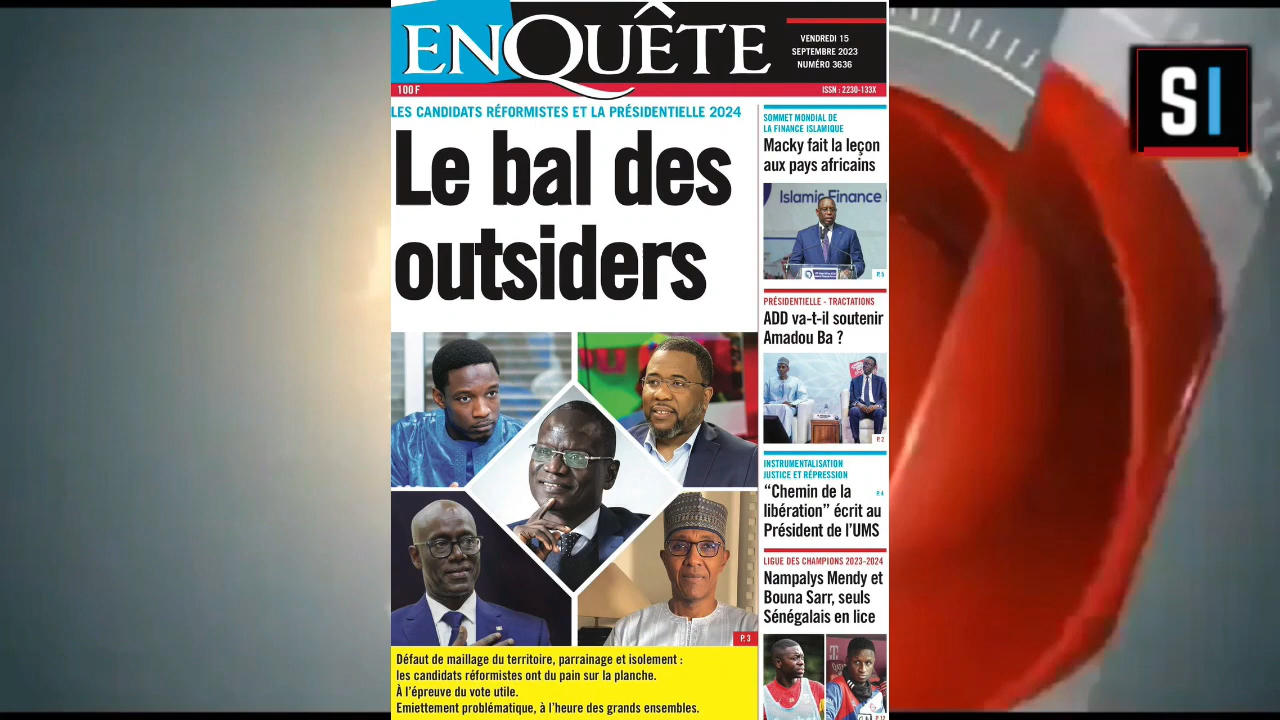 ENQUÊTE
VENDREDI 15
SEPTEMBRE 2023
NUMÉRO 3636
100 F
ISSN : 2230-133X
LES CANDIDATS RÉFORMISTES ET LA PRÉSIDENTIELLE 2024
Le bal des
outsiders
P. 3
Défaut de maillage du territoire, parrainage et isolement :
les candidats réformistes ont du pain sur la planche.
À l'épreuve du vote utile.
Emiettement problématique, à l'heure des grands ensembles.
SOMMET MONDIAL DE
LA FINANCE ISLAMIQUE
Macky fait la leçon
aux pays africains
Islamic Finance
P. 5
PRÉSIDENTIELLE - TRACTATIONS
ADD va-t-il soutenir
Amadou Ba ?
P. 2
INSTRUMENTALISATION
JUSTICE ET RÉPRESSION
“Chemin de la
P. 4
libération” écrit au
Président de l'UMS
LIGUE DES CHAMPIONS 2023-2024
Nampalys Mendy et
Bouna Sarr, seuls
Sénégalais en lice
P. 12
SI